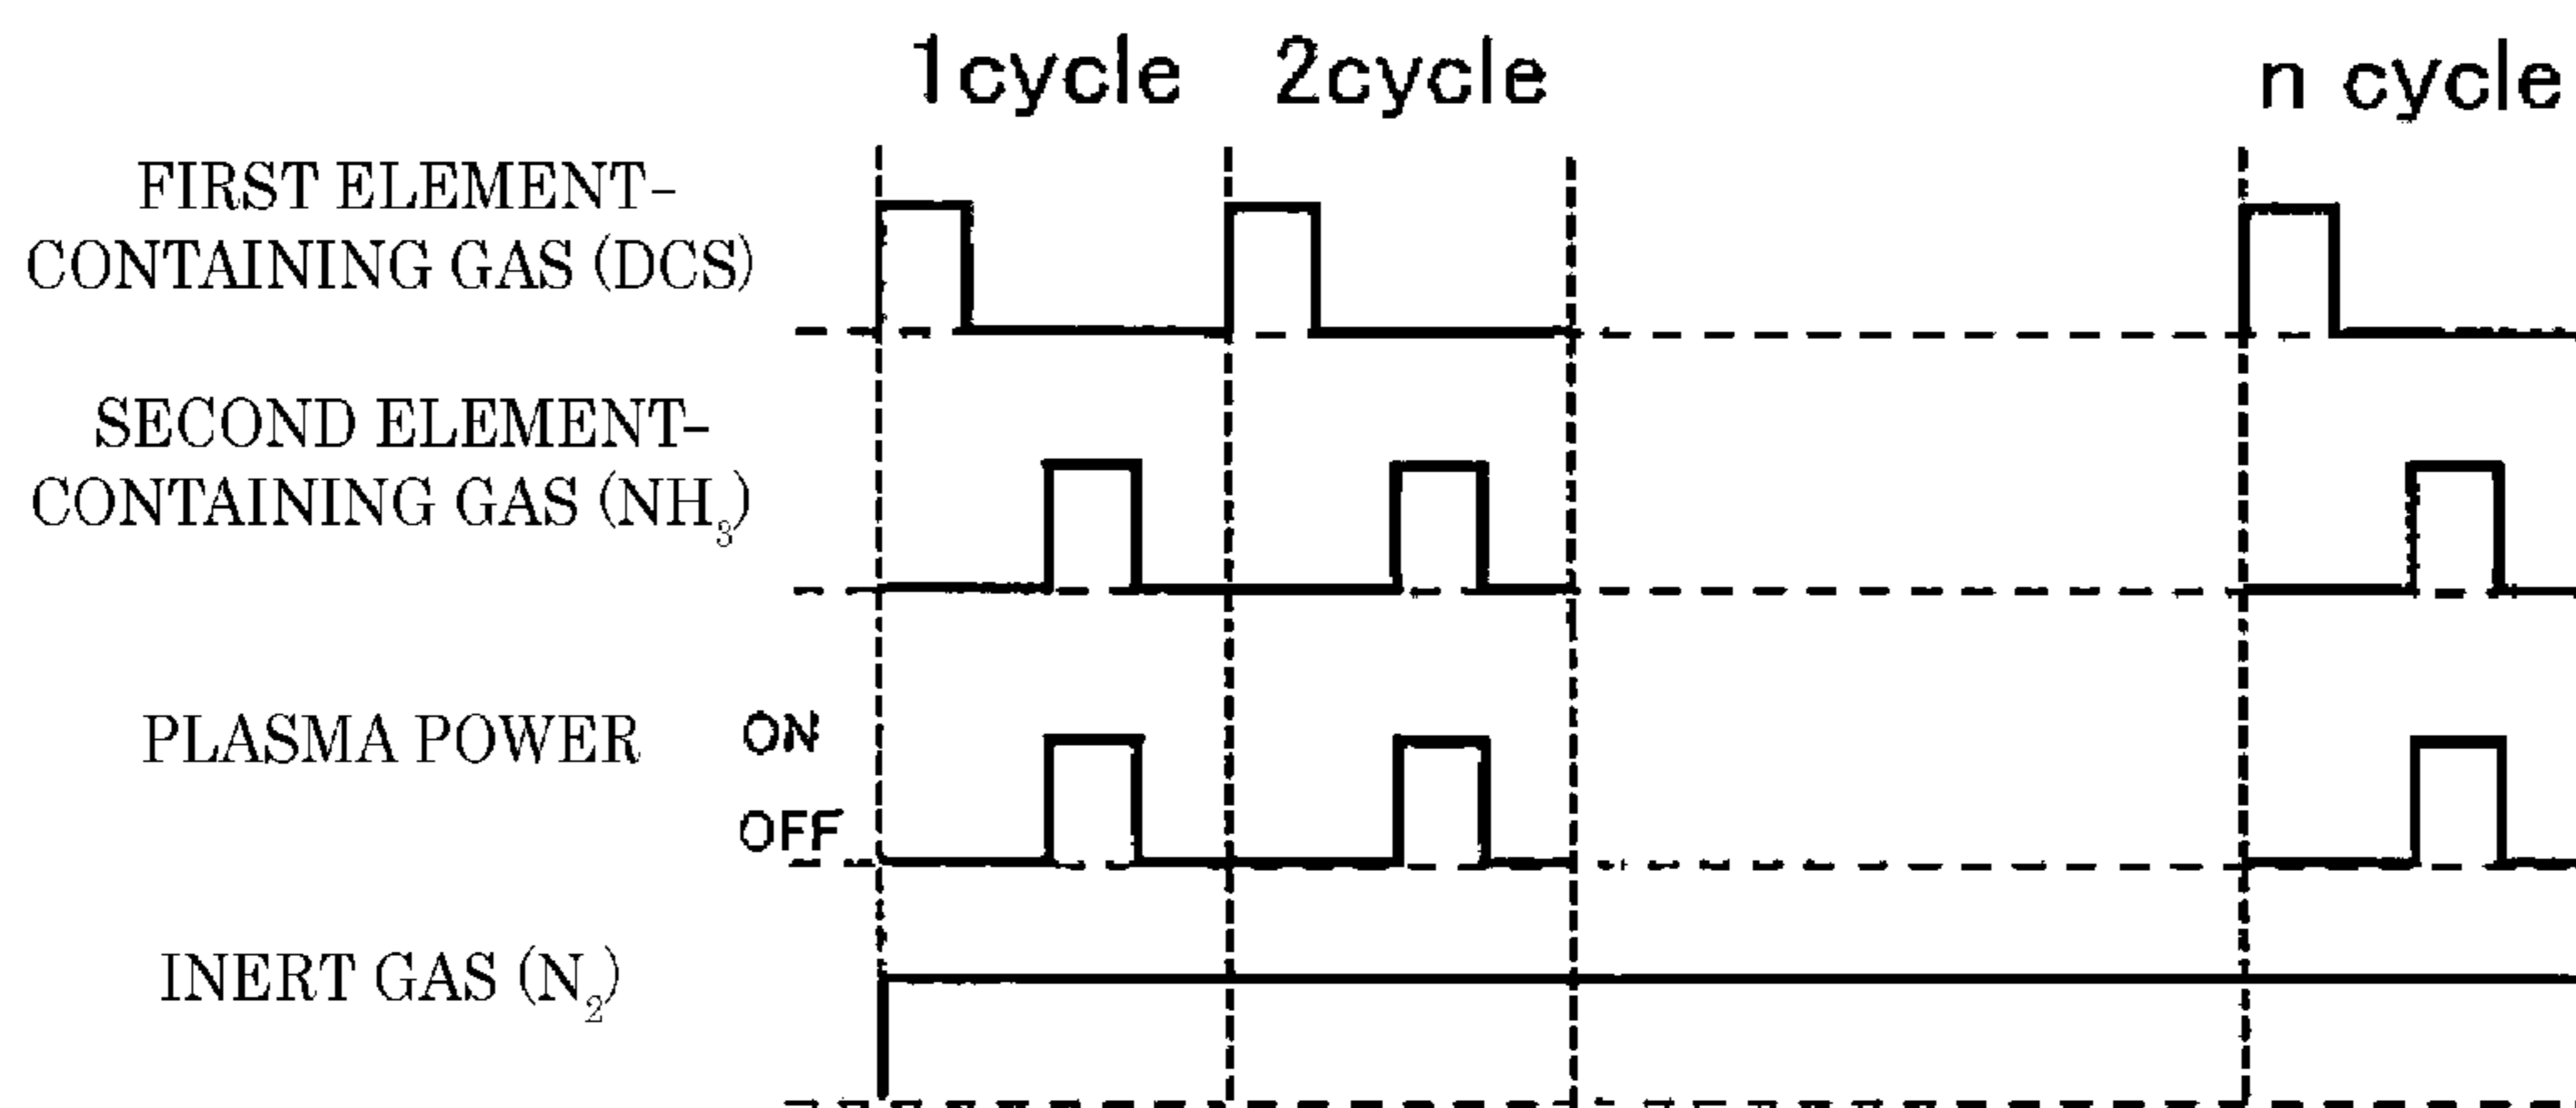 1cycle 2cycle n cycle
FIRST ELEMENT-
CONTAINING GAS (DCS)
SECOND ELEMENT-
CONTAINING GAS (NH₃)
PLASMA POWER ON
OFF
INERT GAS (N₂)